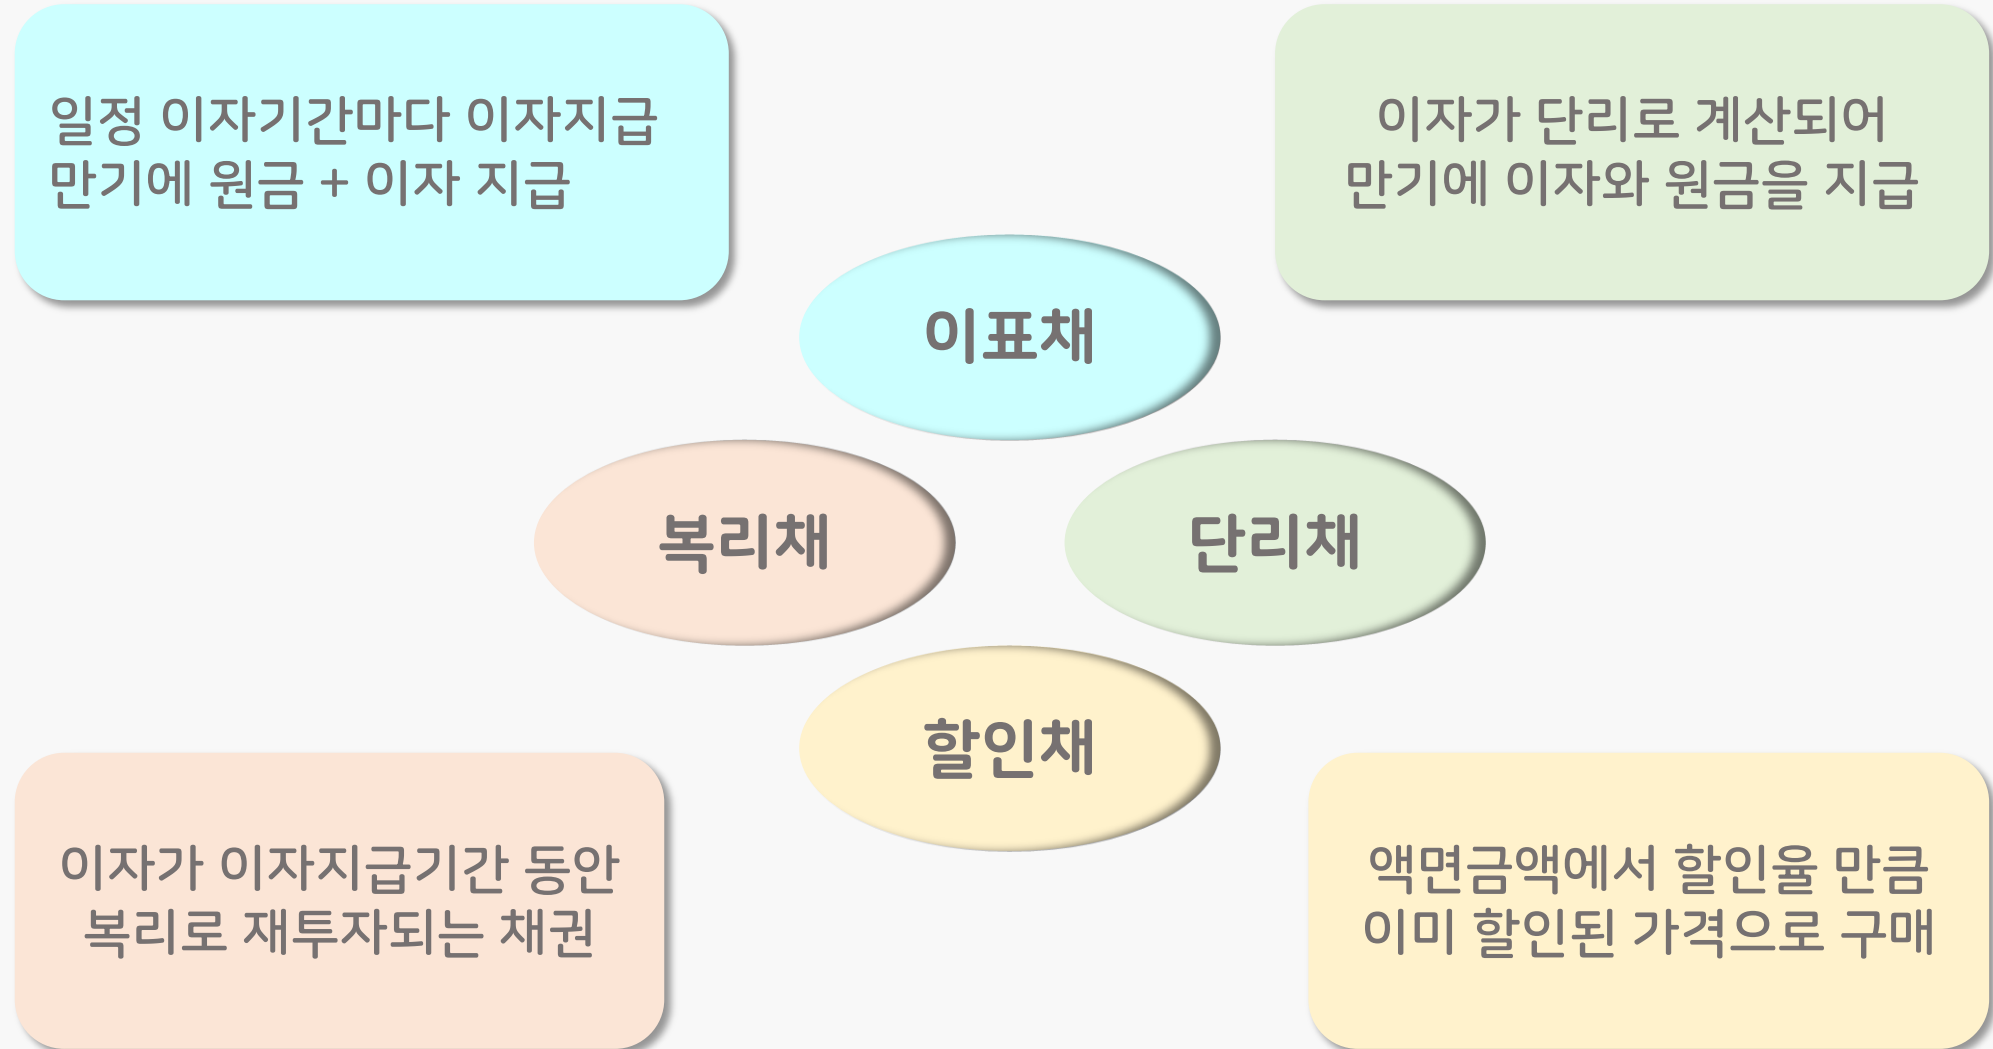 일정 이자기간마다 이자지급
만기에 원금 + 이자 지급
이자가 단리로 계산되어
만기에 이자와 원금을 지급
이표채
복리채
단리채
할인채
이자가 이자지급기간 동안
복리로 재투자되는 채권
액면금액에서 할인율 만큼
이미 할인된 가격으로 구매